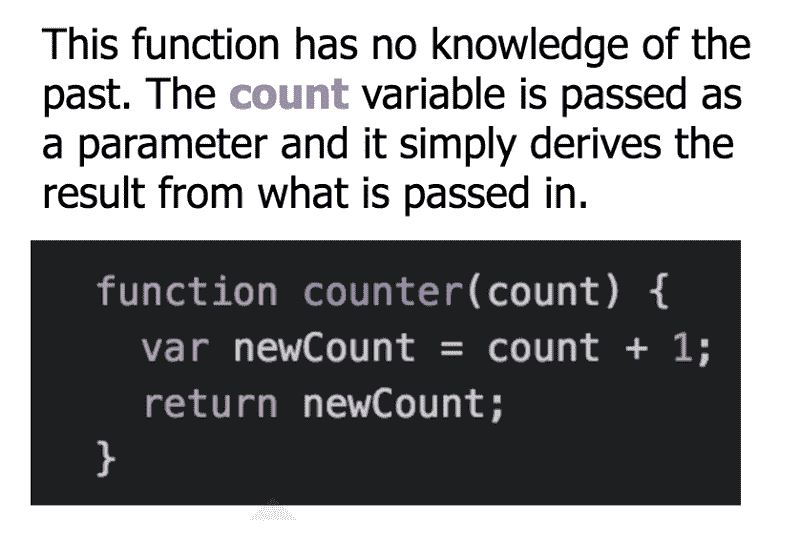 This function has no knowledge of the
past. The count variable is passed as
a parameter and it simply derives the
result from what is passed in.
function counter(count) {
var newCount = count + 1;
return newCount;
}